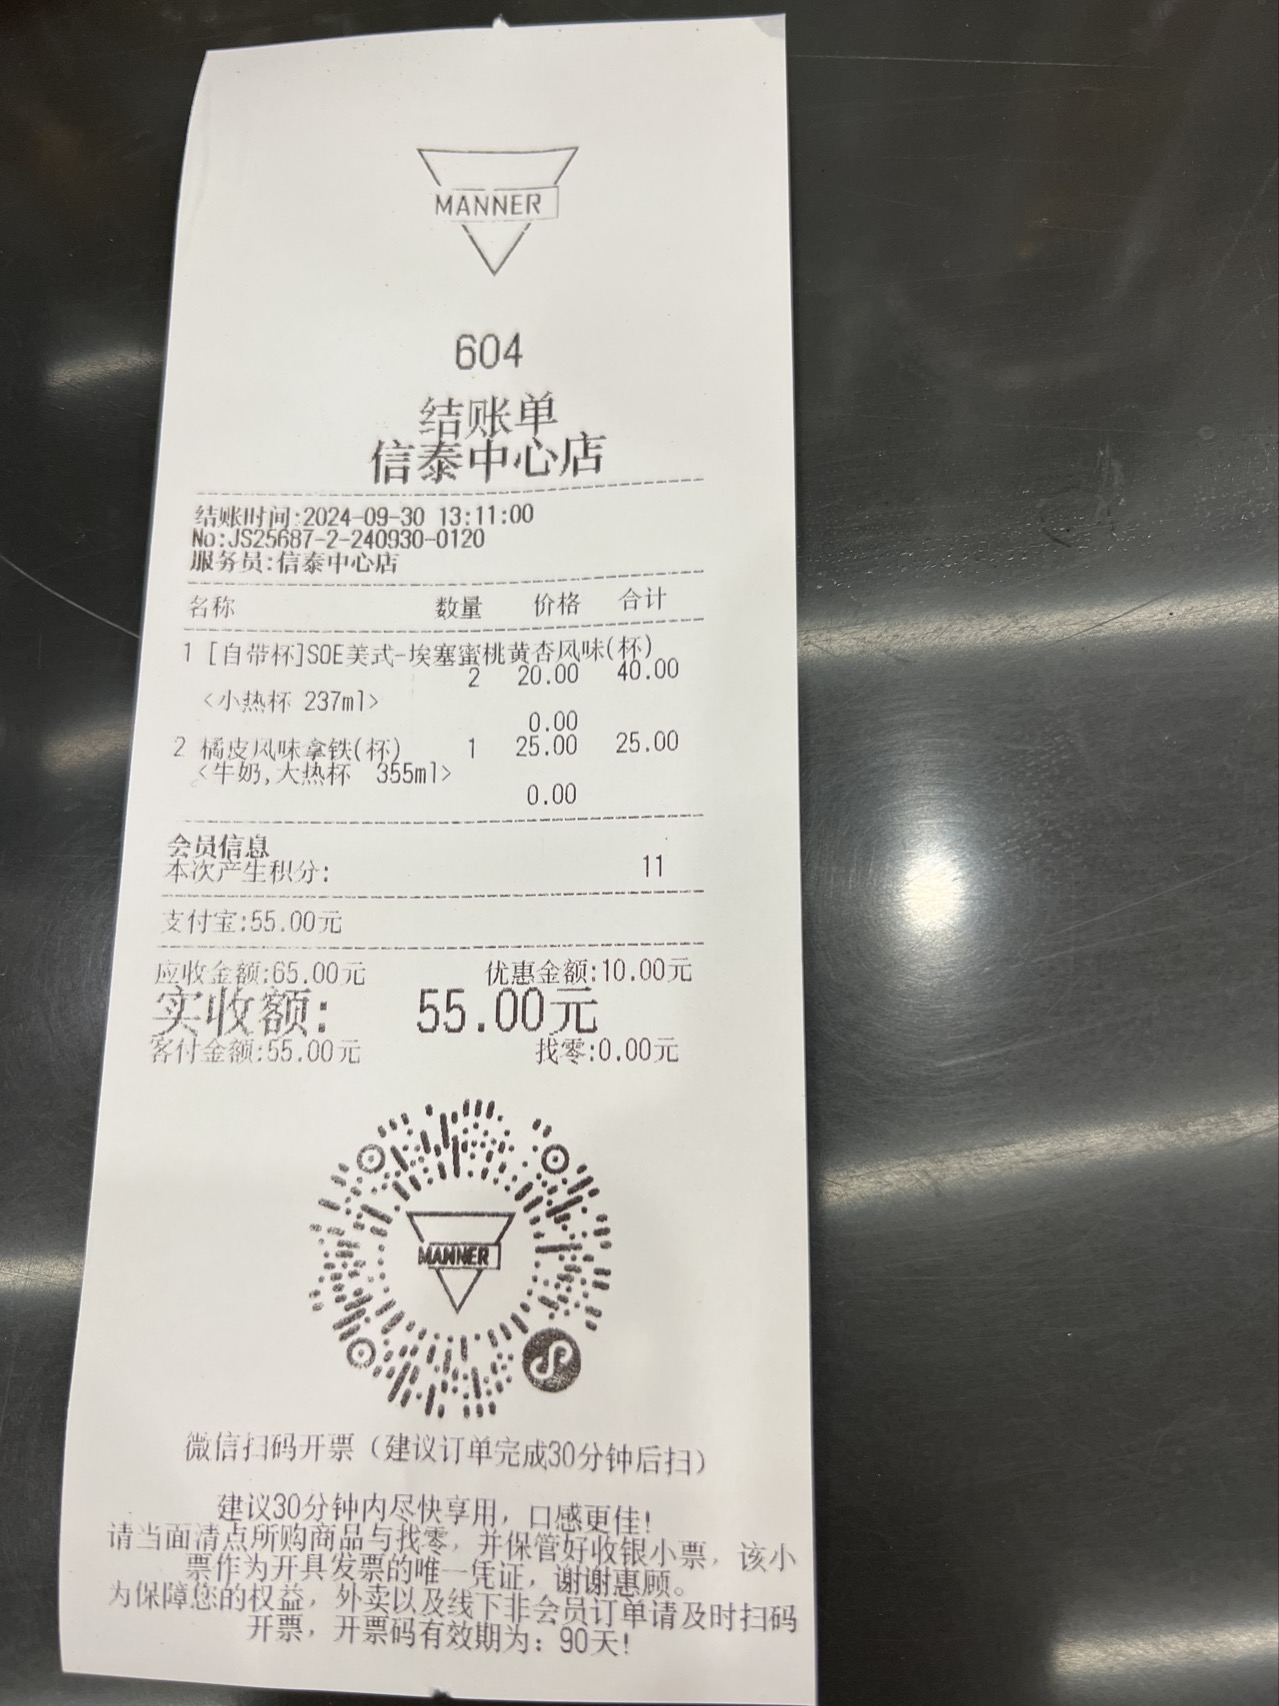 MANNER
604
结账单
信泰中心店
结账时间:2024-09-30 13:11:00
No:JS25687-2-240930-0120
服务员:信泰中心店
名称 数量 价格 合计
1 [自带杯]SOE美式-埃塞蜜桃黄杏风味(杯)
2 20.00 40.00
<小热杯 237ml>
0.00
2 橘皮风味拿铁(杯) 1 25.00 25.00
<牛奶,大热杯 355ml>
0.00
会员信息
本次产生积分: 11
支付宝:55.00元
应收金额:65.00元 优惠金额:10.00元
实收额: 55.00元
客付金额:55.00元 找零:0.00元
MANNER
微信扫码开票（建议订单完成30分钟后扫）
建议30分钟内尽快享用，口感更佳!
请当面清点所购商品与找零，并保管好收银小票，该小
票作为开具发票的唯一凭证，谢谢惠顾。
为保障您的权益，外卖以及线下非会员订单请及时扫码
开票，开票码有效期为：90天!